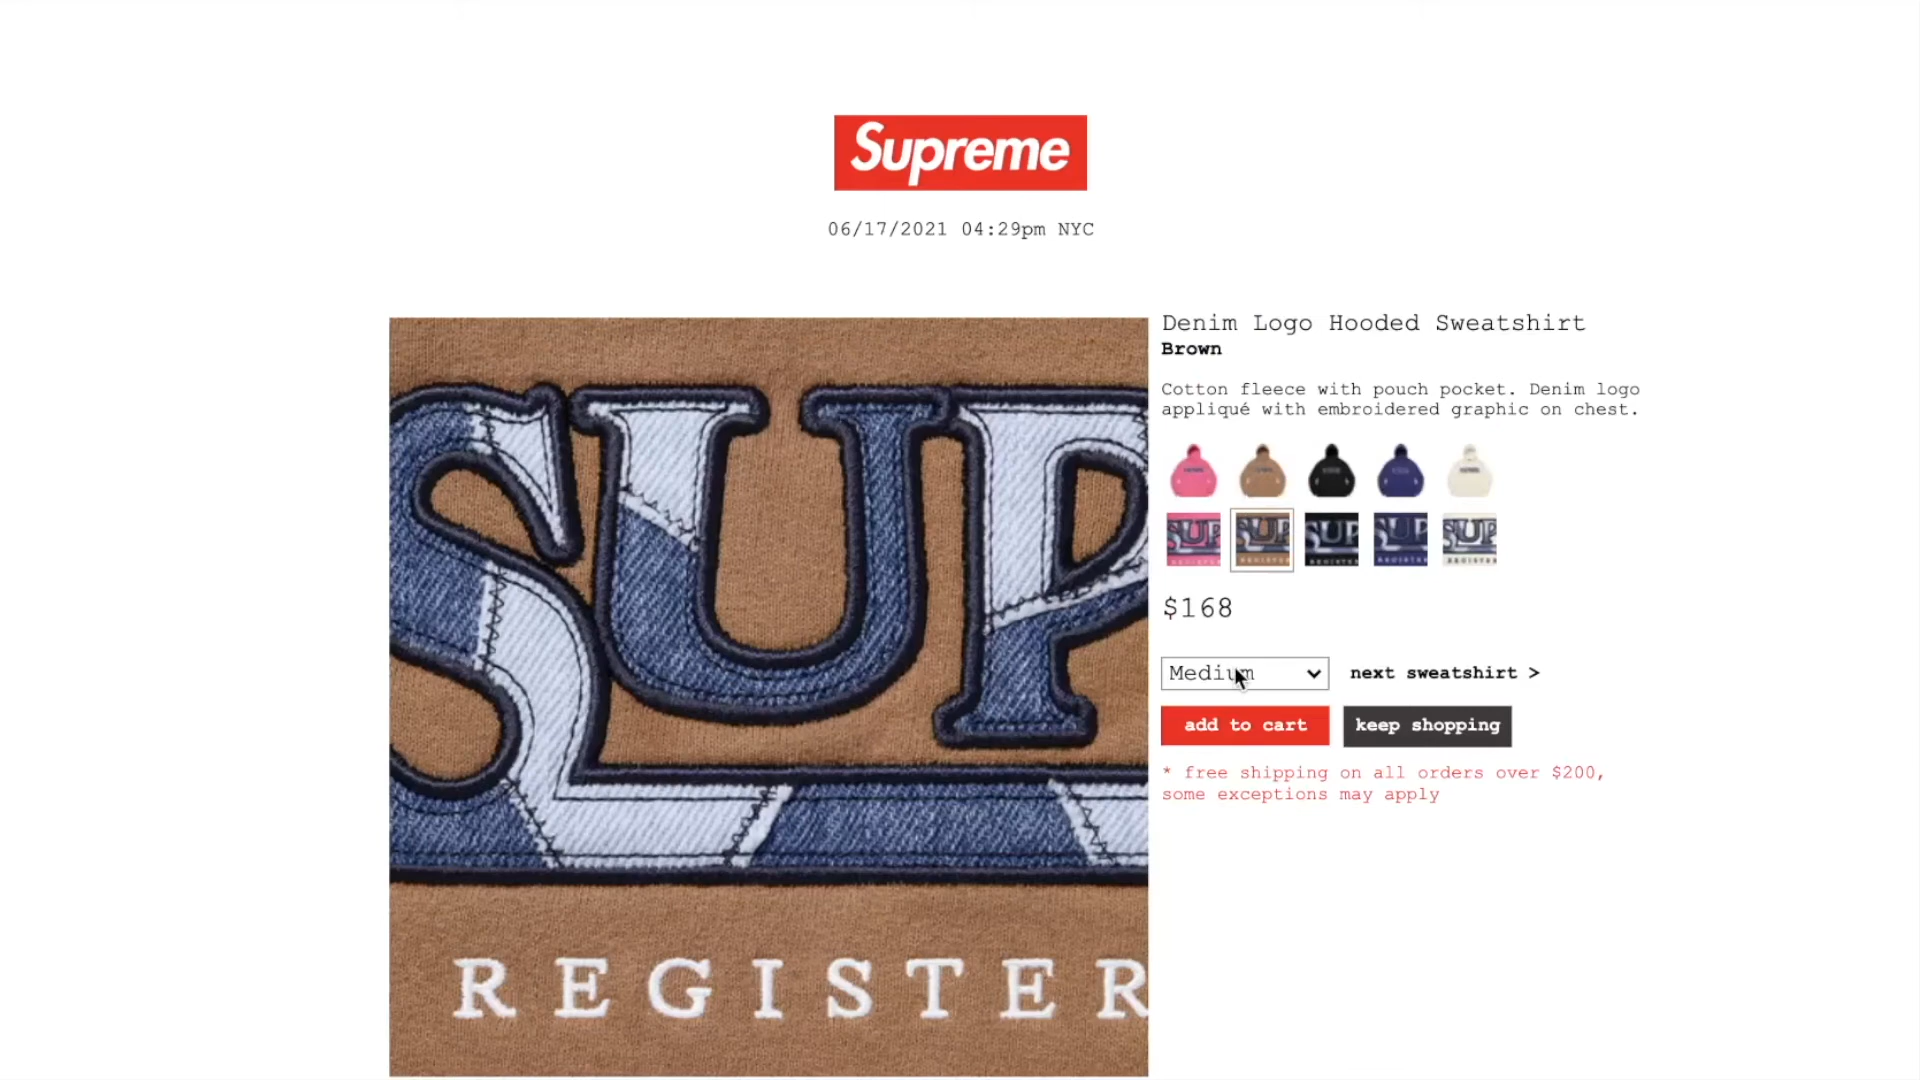 Supreme
06/17/2021 04:29pm NYC
Denim Logo Hooded Sweatshirt
Brown
Cotton fleece with pouch pocket. Denim logo
appliqué with embroidered graphic on chest.
$168
Medium
next sweatshirt >
add to cart
keep shopping
* free shipping on all orders over $200,
some exceptions may apply
SUP
REGISTER